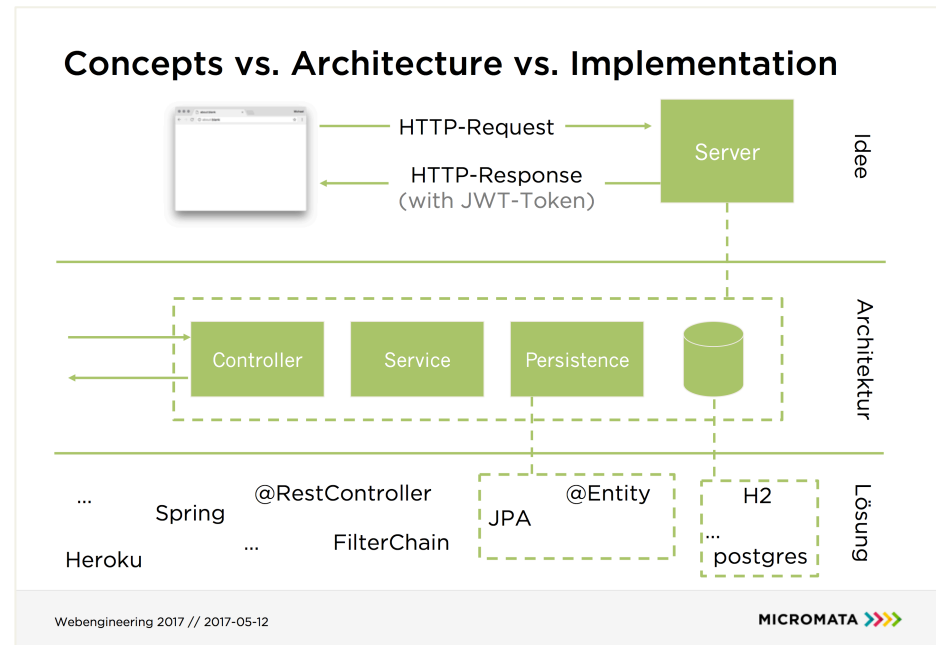 Concepts vs. Architecture vs. Implementation
HTTP-Request
HTTP-Response
(with JWT-Token)
Server
Idee
Controller
Service
Persistence
Architektur
...
Spring
Heroku
@RestController
...
FilterChain
@Entity
JPA
H2
...
postgres
Lösung
Webengineering 2017 // 2017-05-12
MICROMATA